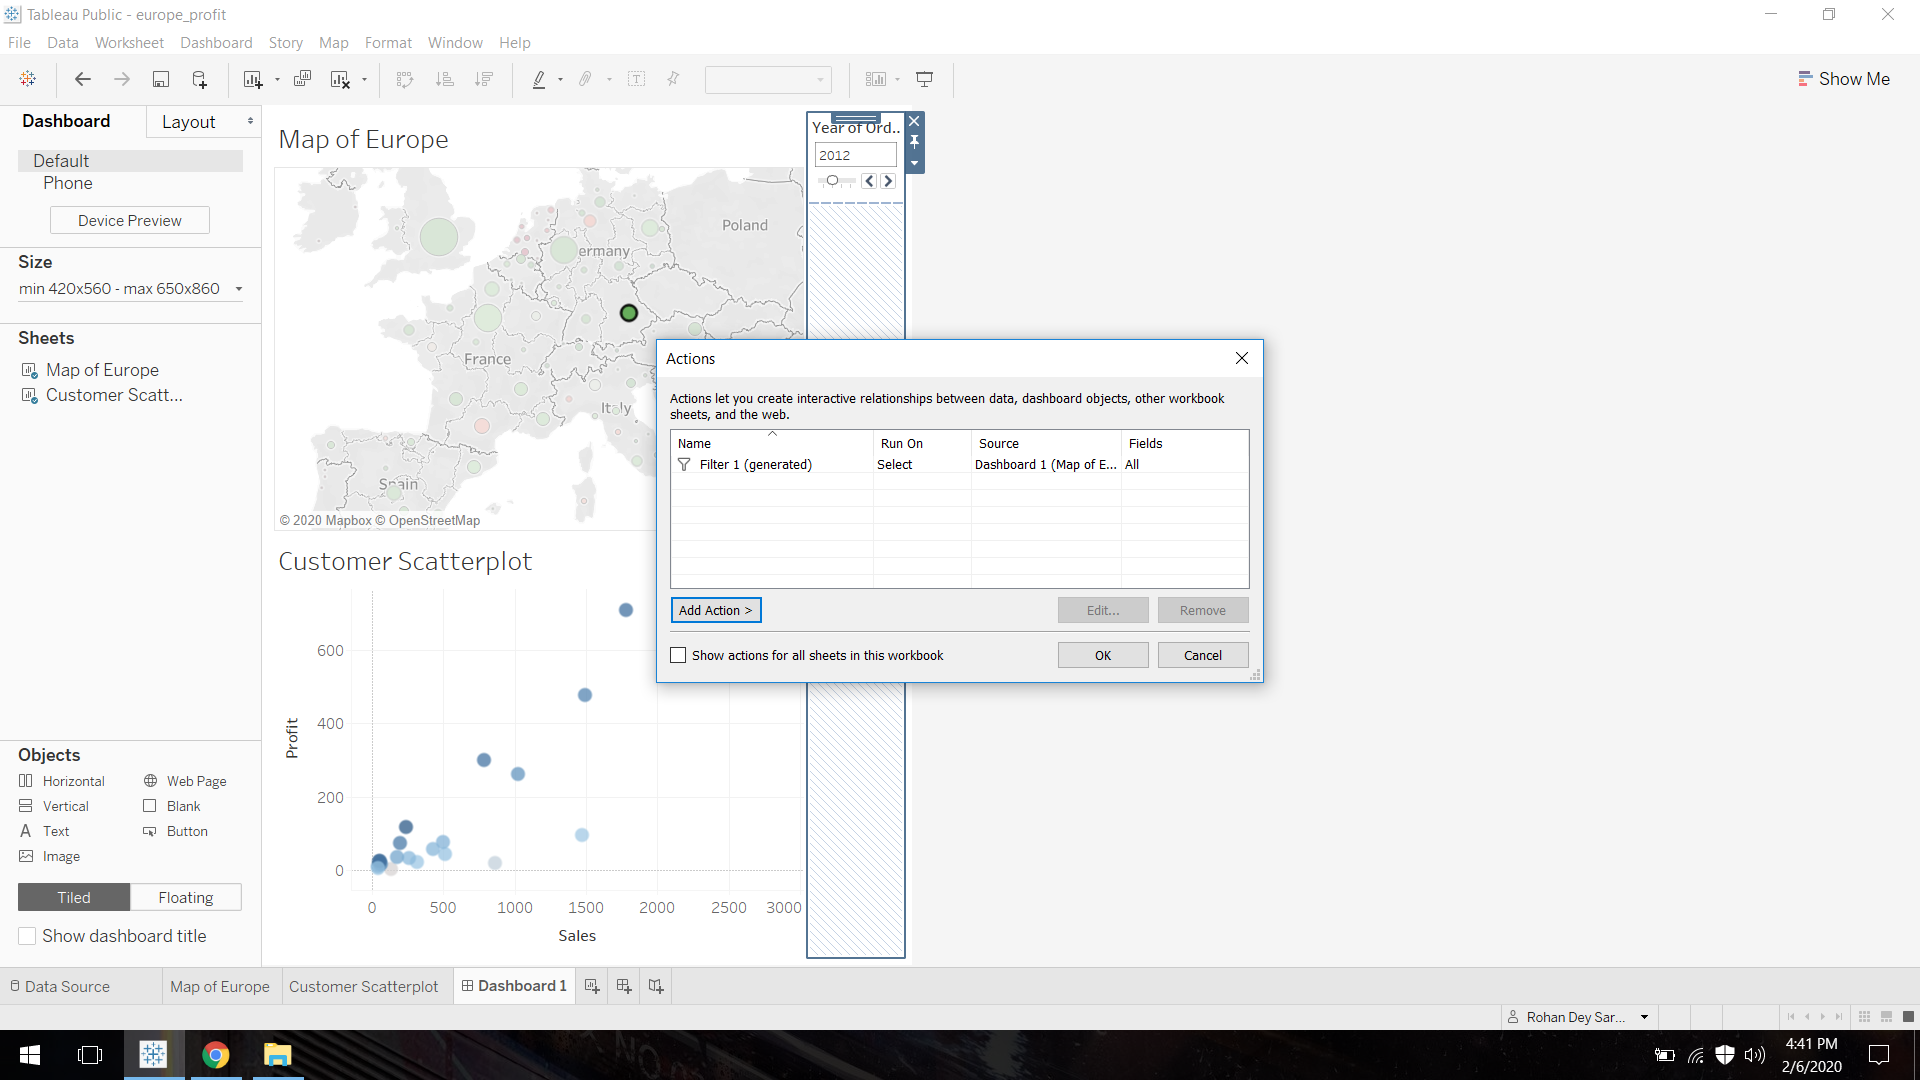 Tableau Public - europe_profit
File Data Worksheet Dashboard Story Map Format Window Help
Show Me
Dashboard
Layout
Default
Phone
Device Preview
Size
min 420x560 - max 650x860
Sheets
Map of Europe
Customer Scatt...
Objects
Horizontal
Web Page
Vertical
Blank
Text
Button
Image
Tiled
Floating
Show dashboard title
Map of Europe
Poland
ermany
France
Italy
Spain
© 2020 Mapbox © OpenStreetMap
Year of Ord..
2012
Customer Scatterplot
Profit
600
400
200
0
0 500 1000 1500 2000 2500 3000
Sales
Actions
Actions let you create interactive relationships between data, dashboard objects, other workbook
sheets, and the web.
Name Run On Source Fields
Filter 1 (generated) Select Dashboard 1 (Map of E... All
Add Action >
Edit...
Remove
Show actions for all sheets in this workbook
OK
Cancel
Data Source
Map of Europe
Customer Scatterplot
Dashboard 1
Rohan Dey Sar...
4:41 PM
2/6/2020